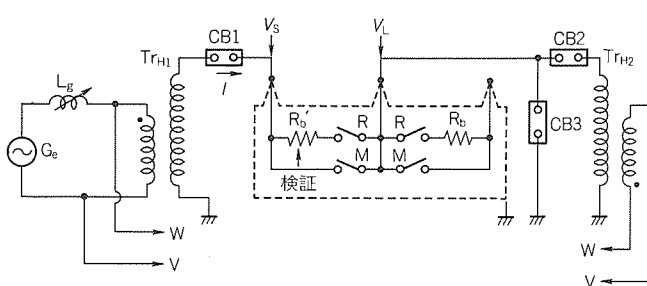 CB1
V_S
V_L
CB2
Tr_H1
Tr_H2
I
L_g
R_b'
R
R
R_b
CB3
G_e
M
M
検証
W
V
W
V